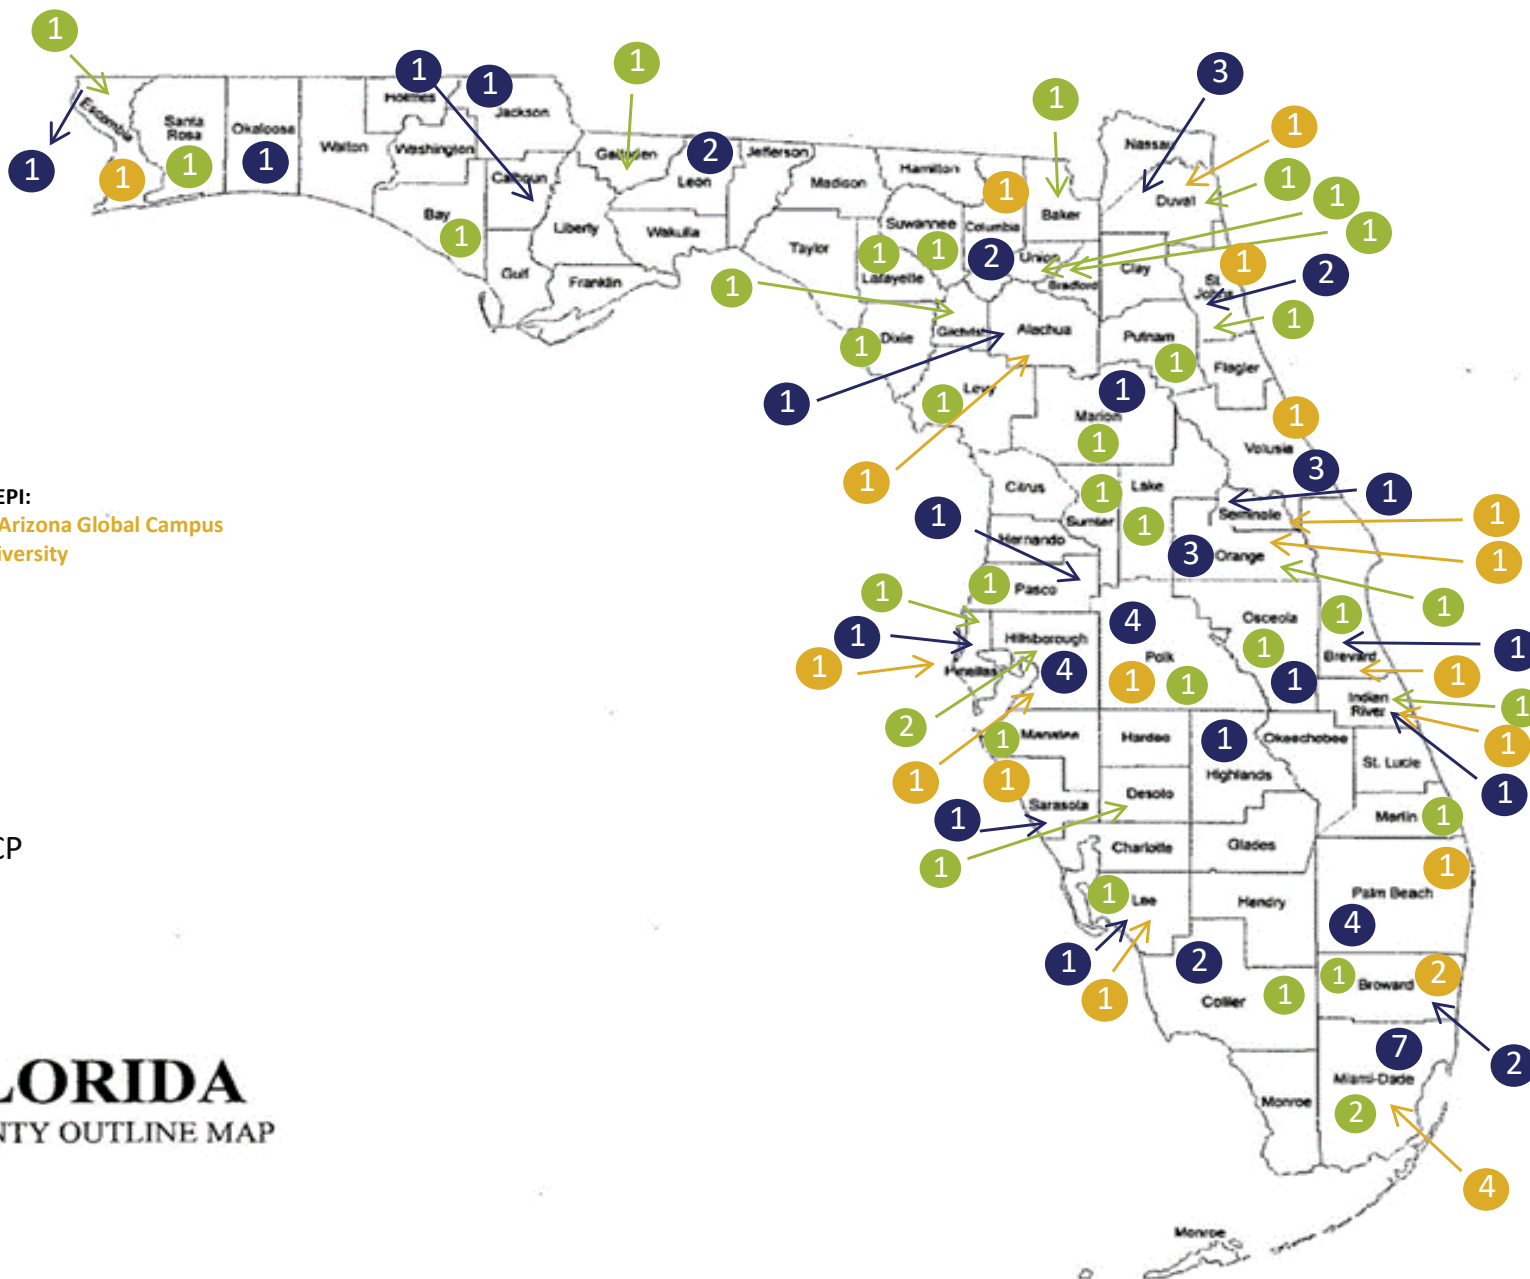 1
1
1
1
3
1
1
Holmes
Jackson
Nassau
1
Escambia
Santa
Rosa
Okaloosa
Walton
Washington
Gadsden
2
Jefferson
Hamilton
1
1
1
1
1
Calhoun
Leon
Madison
1
Baker
Duval
1
Bay
1
Liberty
Wakulla
Suwannee
Columbia
1
Taylor
1
1
2
Union
Clay
1
Gulf
Franklin
1
Lafayette
Bradford
St.
Johns
2
Dixie
Gilchrist
Alachua
Putnam
1
1
1
Flagler
1
Levy
1
1
Marion
1
1
Volusia
1
3
EPI:
Citrus
1
Lake
1
Arizona Global Campus
1
Sumter
1
Seminole
1
iversity
Hernando
3
Orange
1
1
1
Pasco
1
1
1
Hillsborough
4
Osceola
1
1
1
Pinellas
4
Polk
1
Brevard
1
1
1
1
Indian
River
1
2
1
Manatee
Hardee
1
Okeechobee
1
1
1
Highlands
St. Lucie
1
1
Sarasota
Desoto
Martin
1
CP
1
Charlotte
Glades
1
1
Lee
Hendry
Palm Beach
4
1
2
1
Broward
2
1
Collier
1
7
2
LORIDA
Miami-Dade
NTY OUTLINE MAP
Monroe
2
4
Monroe